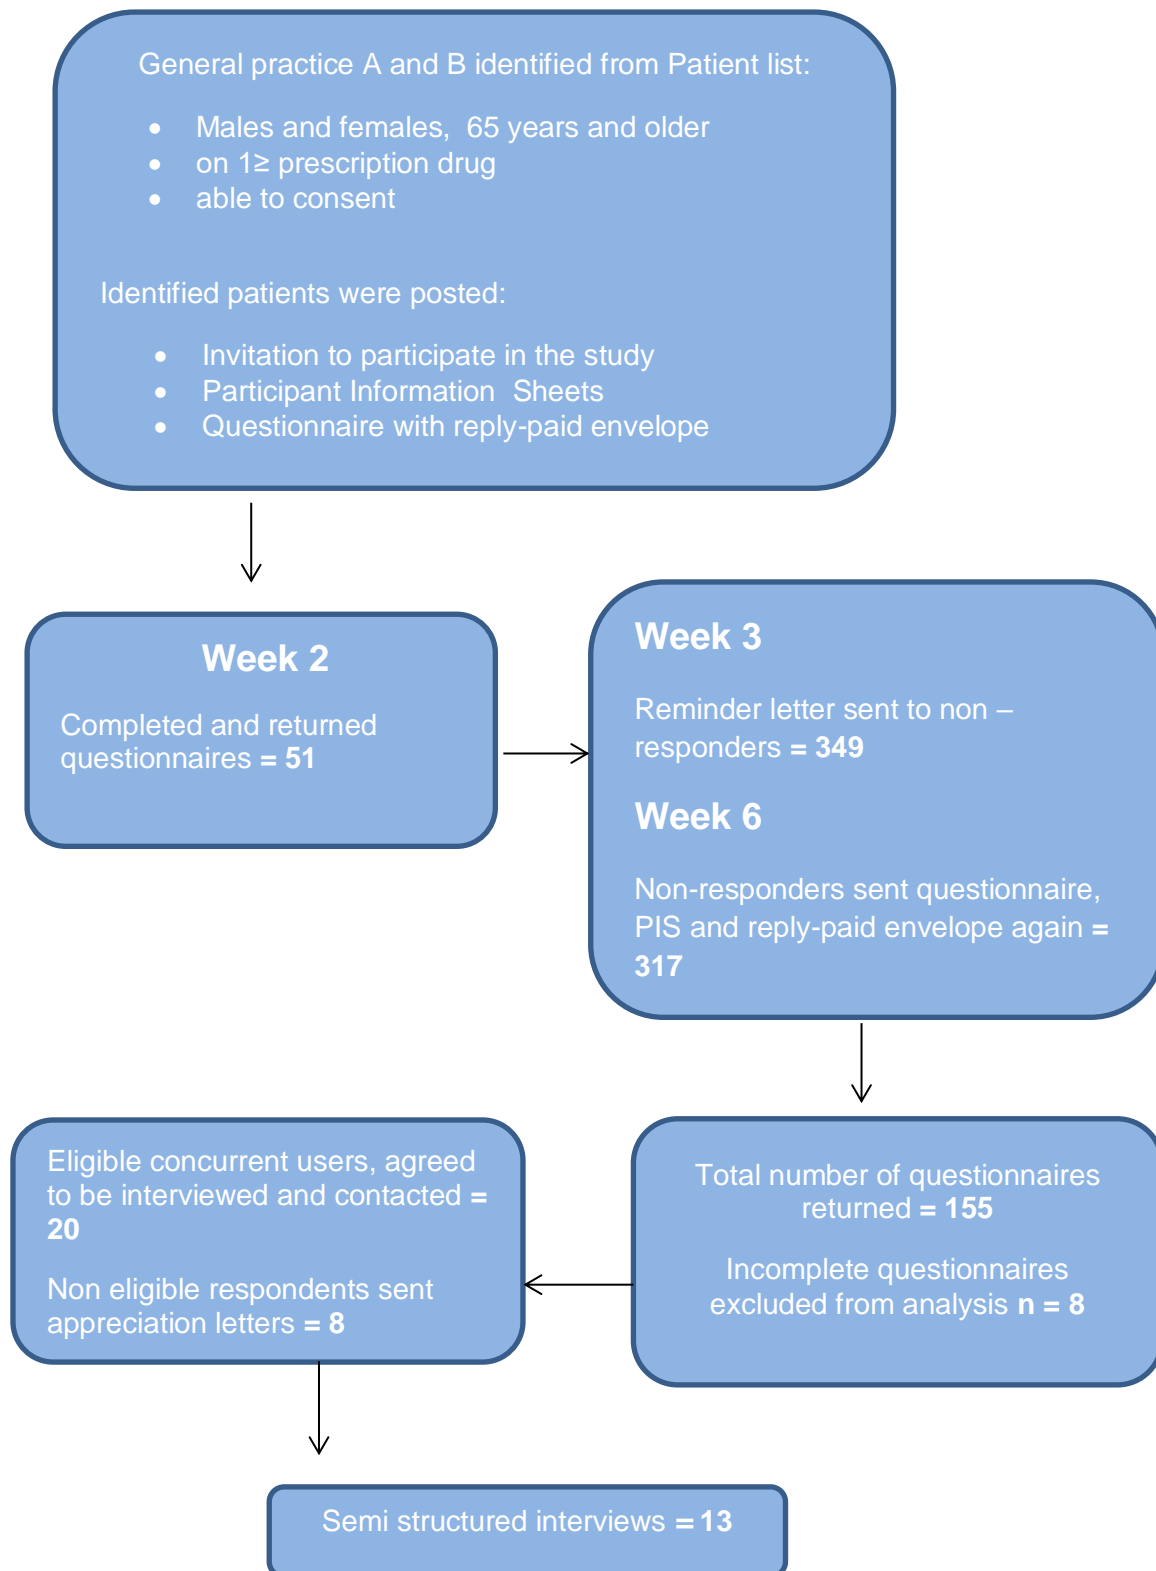 General practice A and B identified from Patient list:
• Males and females, 65 years and older
• on 1≥ prescription drug
• able to consent
Identified patients were posted:
• Invitation to participate in the study
• Participant Information Sheets
• Questionnaire with reply-paid envelope
Week 2
Completed and returned
questionnaires = 51
Week 3
Reminder letter sent to non –
responders = 349
Week 6
Non-responders sent questionnaire,
PIS and reply-paid envelope again =
317
Total number of questionnaires
returned = 155
Incomplete questionnaires
excluded from analysis n = 8
Eligible concurrent users, agreed
to be interviewed and contacted =
20
Non eligible respondents sent
appreciation letters = 8
Semi structured interviews = 13